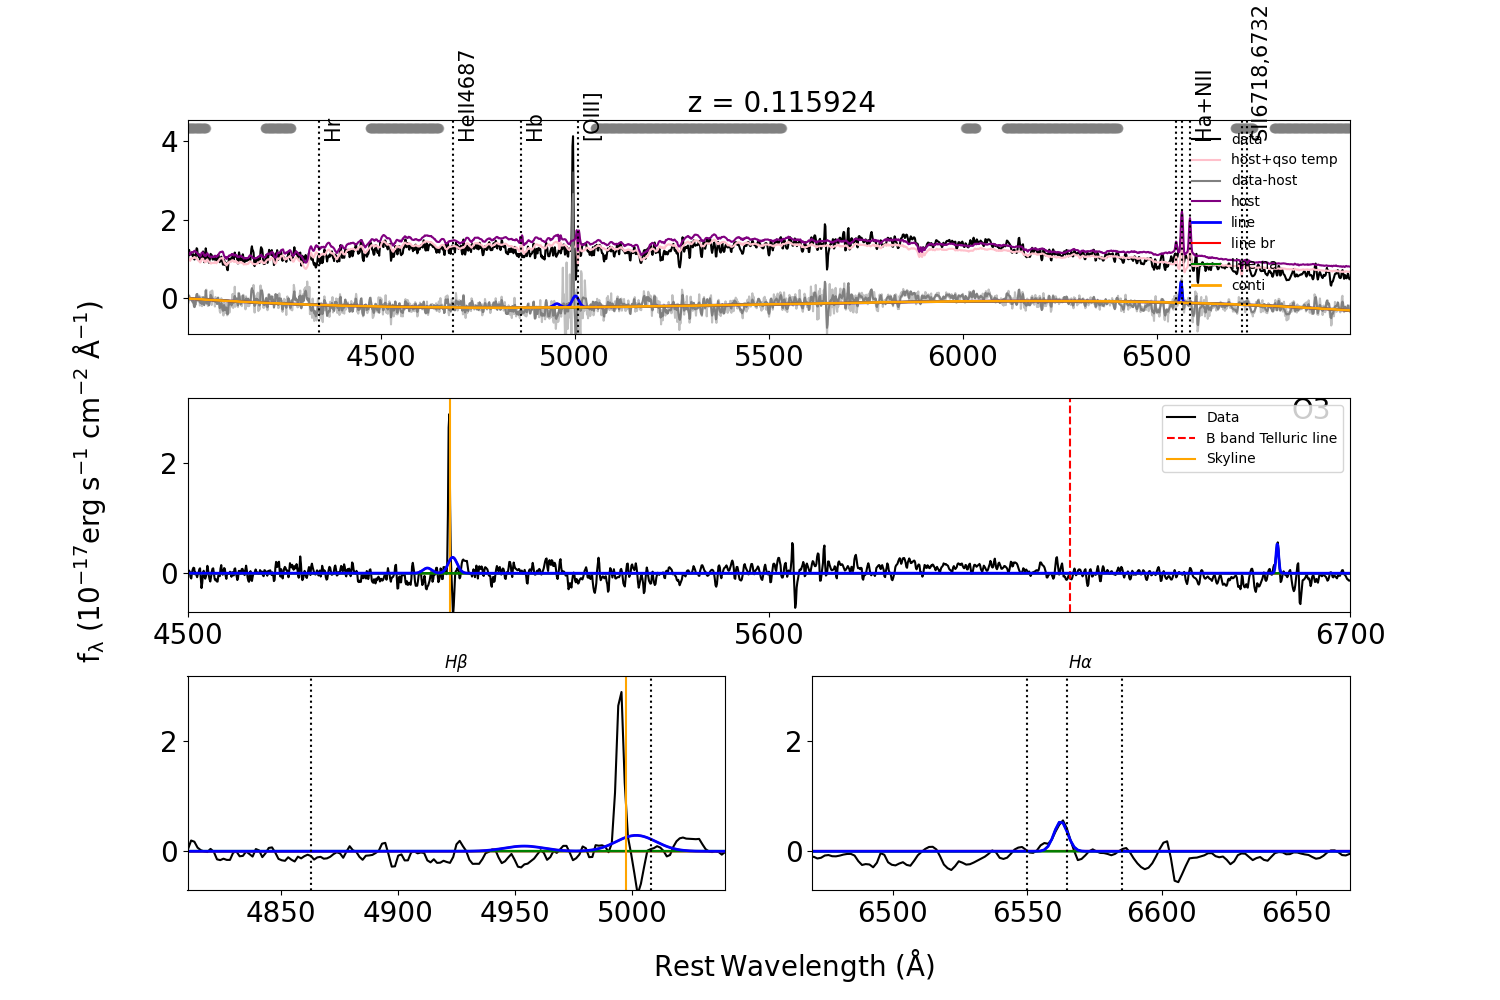 z = 0.115924
Hr
HeII4687
Hb
[OIII]
Ha+NII
SII6718,6732
data
host+qso temp
data-host
host
line
line br
conti
4
2
0
4500 5000 5500 6000 6500
O3
Data
B band Telluric line
Skyline
2
0
4500 5600 6700
fλ (10⁻¹⁷erg s⁻¹ cm⁻² Å⁻¹)
Hβ
2
0
4850 4900 4950 5000
Hα
2
0
6500 6550 6600 6650
Rest Wavelength (Å)